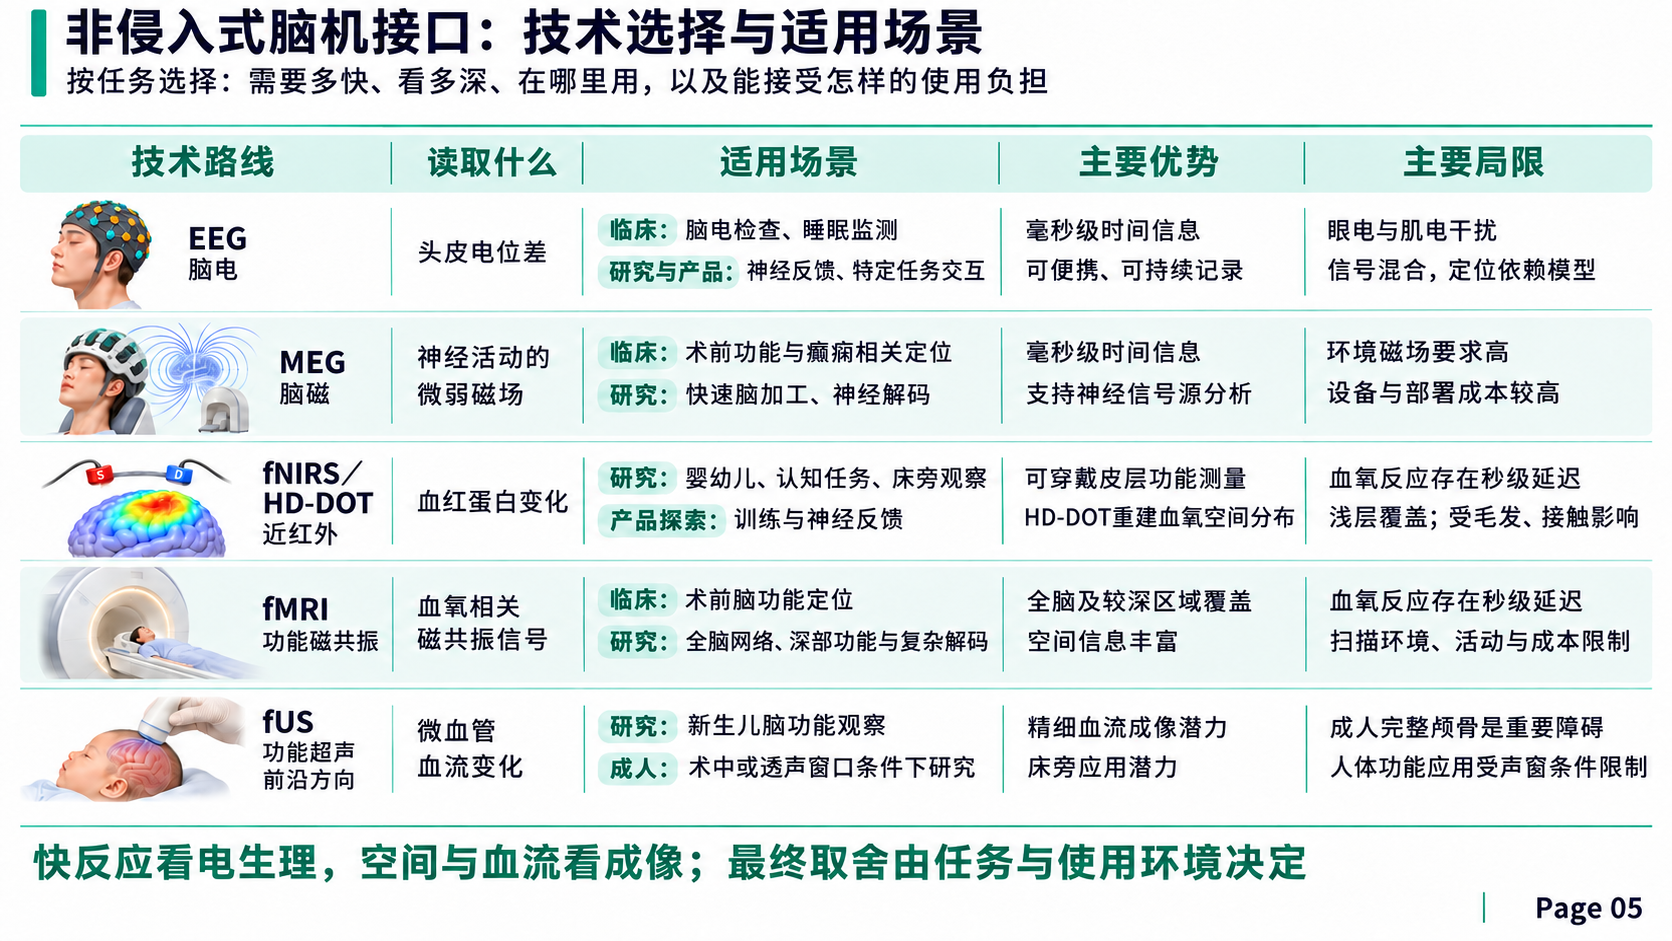 非侵入式脑机接口：技术选择与适用场景
按任务选择：需要多快、看多深、在哪里用，以及能接受怎样的使用负担
技术路线 读取什么 适用场景 主要优势 主要局限
EEG
脑电
头皮电位差
临床：脑电检查、睡眠监测
研究与产品：神经反馈、特定任务交互
毫秒级时间信息
可便携、可持续记录
眼电与肌电干扰
信号混合，定位依赖模型
MEG
脑磁
神经活动的
微弱磁场
临床：术前功能与癫痫相关定位
研究：快速脑加工、神经解码
毫秒级时间信息
支持神经信号源分析
环境磁场要求高
设备与部署成本较高
S D
fNIRS／
HD-DOT
近红外
血红蛋白变化
研究：婴幼儿、认知任务、床旁观察
产品探索：训练与神经反馈
可穿戴皮层功能测量
HD-DOT重建血氧空间分布
血氧反应存在秒级延迟
浅层覆盖；受毛发、接触影响
fMRI
功能磁共振
血氧相关
磁共振信号
临床：术前脑功能定位
研究：全脑网络、深部功能与复杂解码
全脑及较深区域覆盖
空间信息丰富
血氧反应存在秒级延迟
扫描环境、活动与成本限制
fUS
功能超声
前沿方向
微血管
血流变化
研究：新生儿脑功能观察
成人：术中或透声窗口条件下研究
精细血流成像潜力
床旁应用潜力
成人完整颅骨是重要障碍
人体功能应用受声窗条件限制
快反应看电生理，空间与血流看成像；最终取舍由任务与使用环境决定
Page 05